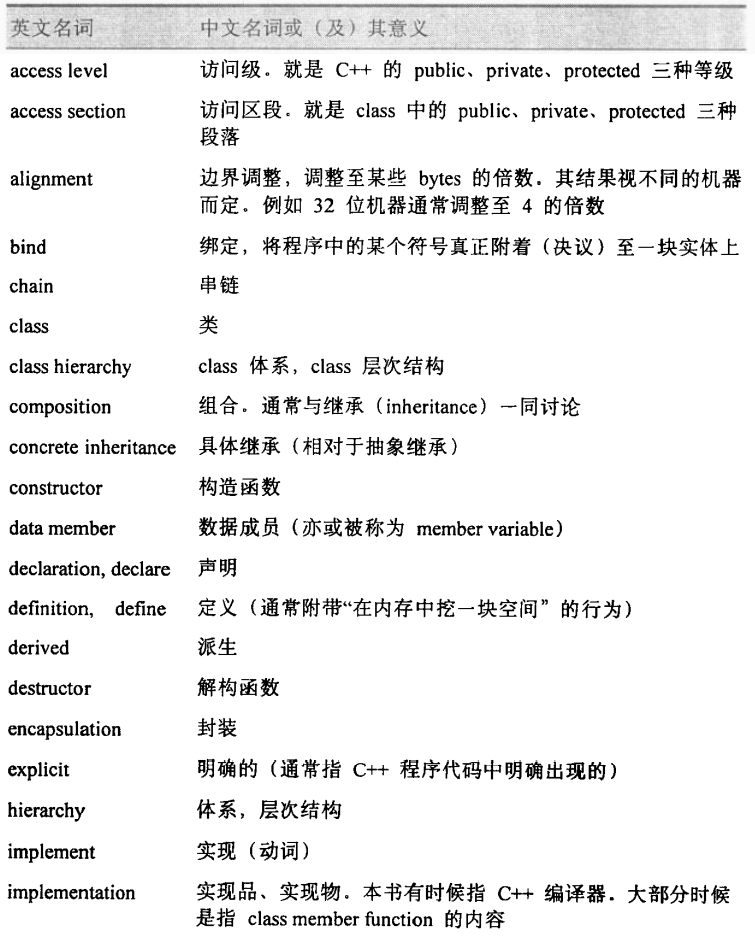 英文名词 中文名词或（及）其意义
access level 访问级。就是 C++ 的 public、private、protected 三种等级
access section 访问区段。就是 class 中的 public、private、protected 三种
段落
alignment 边界调整，调整至某些 bytes 的倍数。其结果视不同的机器
而定。例如 32 位机器通常调整至 4 的倍数
bind 绑定，将程序中的某个符号真正附着（决议）至一块实体上
chain 串链
class 类
class hierarchy class 体系，class 层次结构
composition 组合。通常与继承（inheritance）一同讨论
concrete inheritance 具体继承（相对于抽象继承）
constructor 构造函数
data member 数据成员（亦或被称为 member variable）
declaration, declare 声明
definition, define 定义（通常附带“在内存中挖一块空间”的行为）
derived 派生
destructor 解构函数
encapsulation 封装
explicit 明确的（通常指 C++ 程序代码中明确出现的）
hierarchy 体系，层次结构
implement 实现（动词）
implementation 实现品、实现物。本书有时候指 C++ 编译器。大部分时候
是指 class member function 的内容